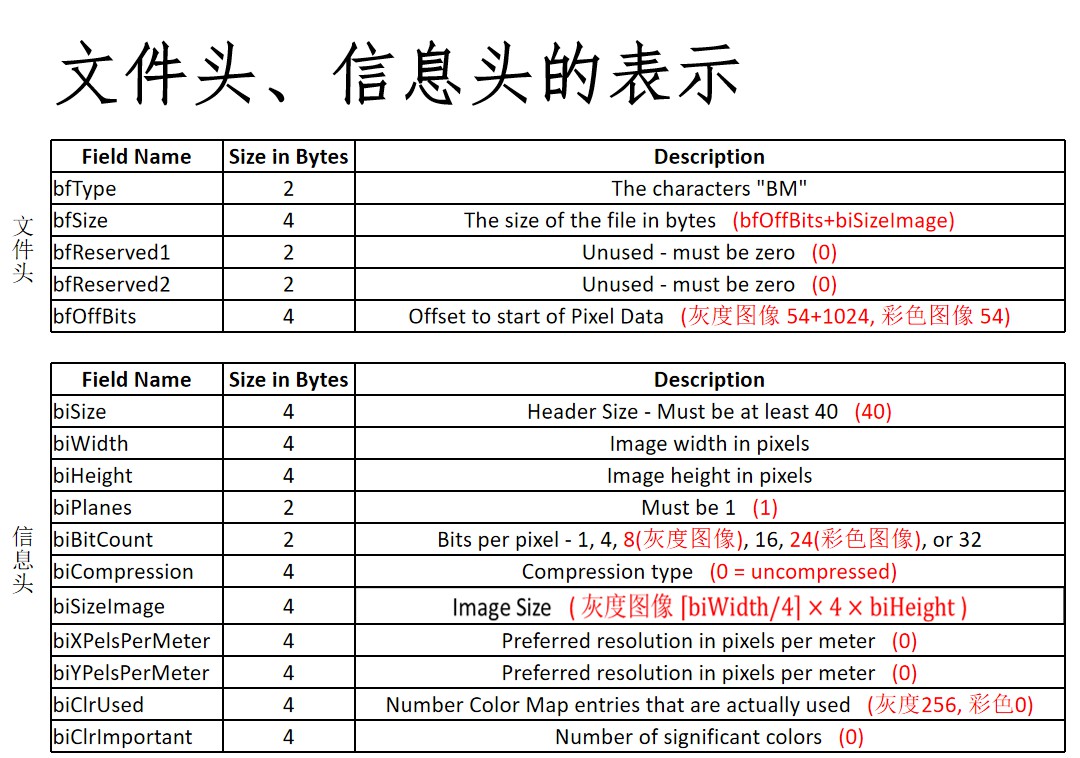 文件头、信息头的表示
文件头
Field Name Size in Bytes Description
bfType 2 The characters "BM"
bfSize 4 The size of the file in bytes (bfOffBits+biSizeImage)
bfReserved1 2 Unused - must be zero (0)
bfReserved2 2 Unused - must be zero (0)
bfOffBits 4 Offset to start of Pixel Data (灰度图像 54+1024, 彩色图像 54)
信息头
Field Name Size in Bytes Description
biSize 4 Header Size - Must be at least 40 (40)
biWidth 4 Image width in pixels
biHeight 4 Image height in pixels
biPlanes 2 Must be 1 (1)
biBitCount 2 Bits per pixel - 1, 4, 8(灰度图像), 16, 24(彩色图像), or 32
biCompression 4 Compression type (0 = uncompressed)
biSizeImage 4 Image Size ( 灰度图像 ⌈biWidth/4⌉ × 4 × biHeight )
biXPelsPerMeter 4 Preferred resolution in pixels per meter (0)
biYPelsPerMeter 4 Preferred resolution in pixels per meter (0)
biClrUsed 4 Number Color Map entries that are actually used (灰度256, 彩色0)
biClrImportant 4 Number of significant colors (0)